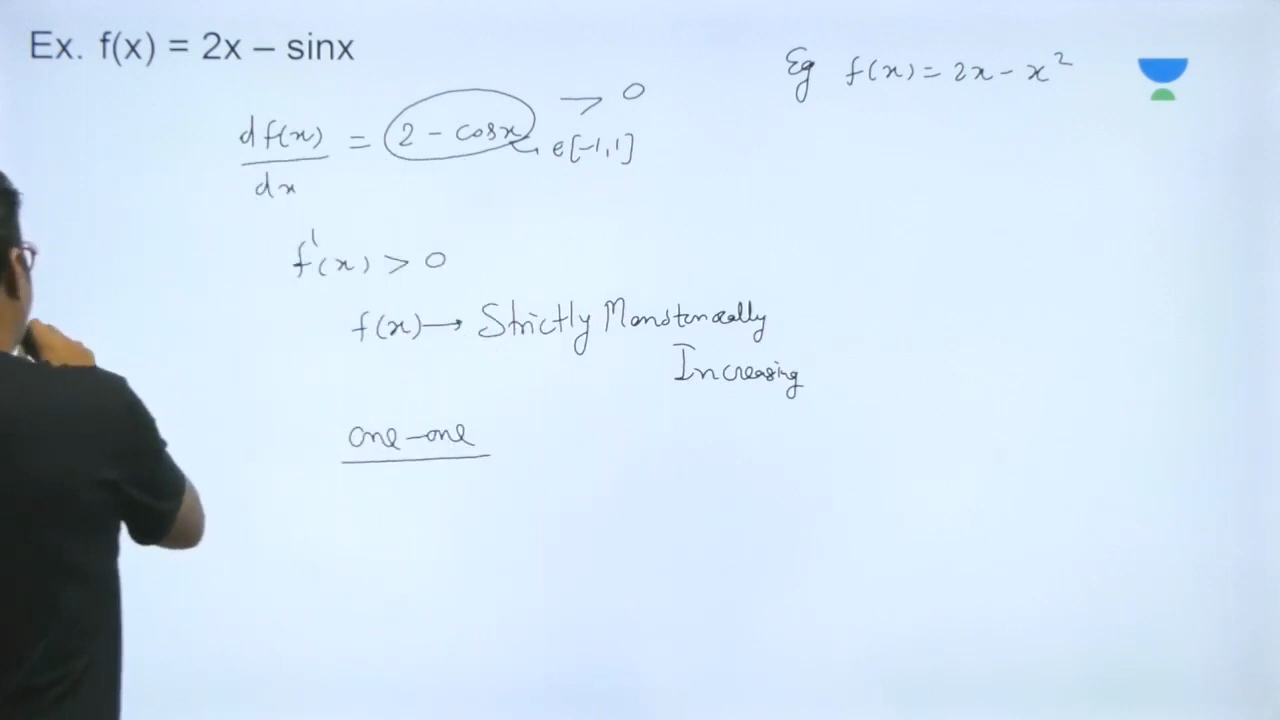 Ex. f(x) = 2x – sinx
Eg f(x) = 2x - x²
df(x)/dx = 2 - cosx > 0
∈ [-1, 1]
f'(x) > 0
f(x) → Strictly Monotonically
Increasing
one-one